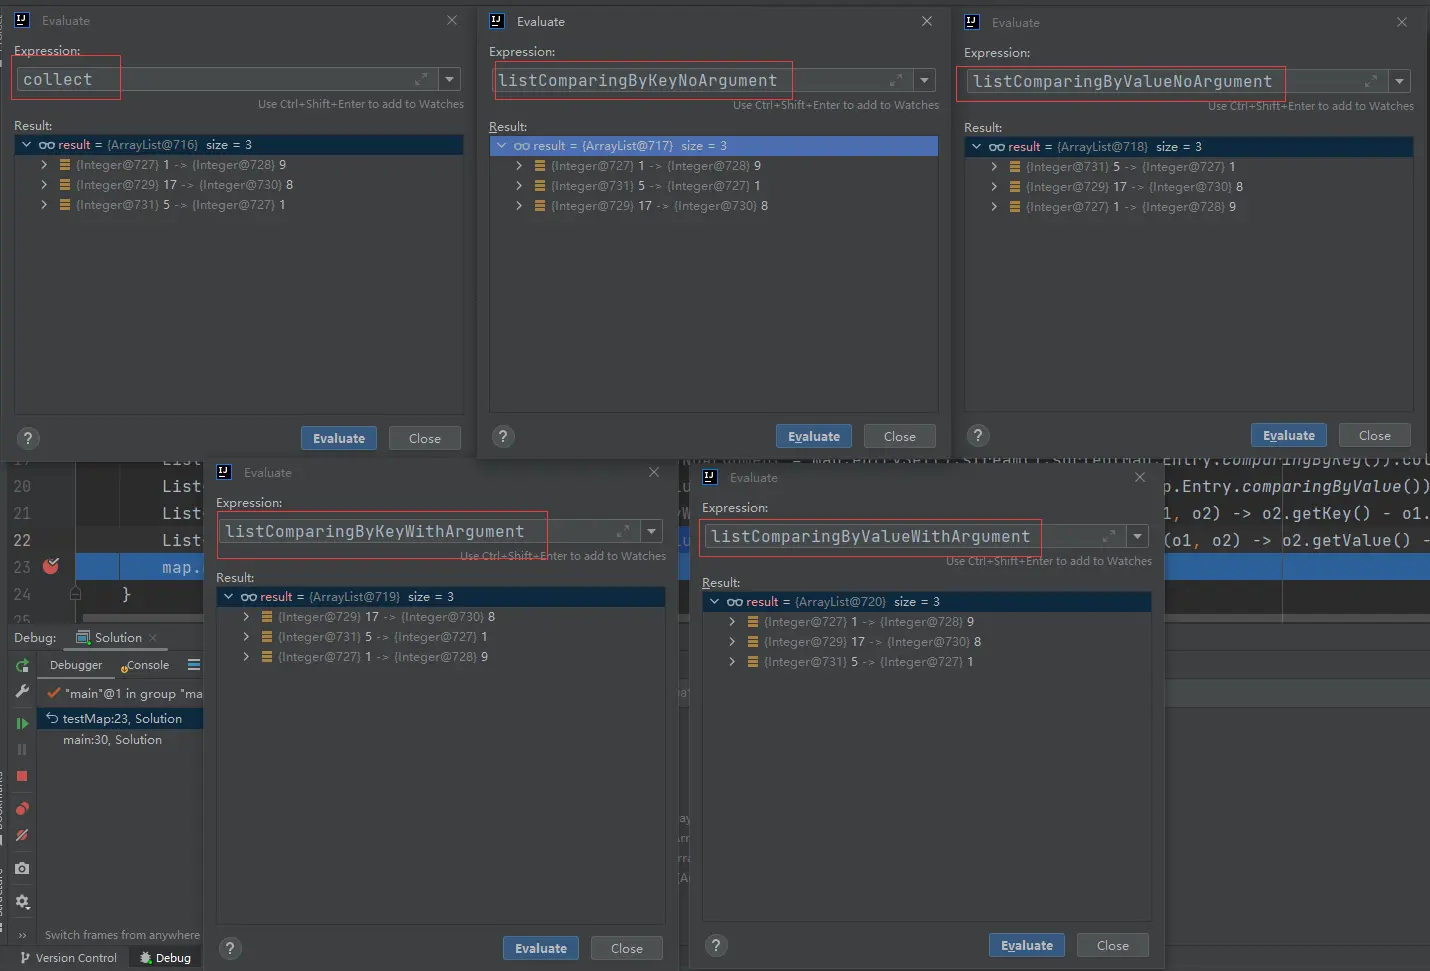 Evaluate
Expression:
collect
Use Ctrl+Shift+Enter to add to Watches
Result:
result = {ArrayList@716} size = 3
{Integer@727} 1 -> {Integer@728} 9
{Integer@729} 17 -> {Integer@730} 8
{Integer@731} 5 -> {Integer@727} 1
?
Evaluate
Close
Evaluate
Expression:
listComparingByKeyNoArgument
Use Ctrl+Shift+Enter to add to Watches
Result:
result = {ArrayList@717} size = 3
{Integer@727} 1 -> {Integer@728} 9
{Integer@731} 5 -> {Integer@727} 1
{Integer@729} 17 -> {Integer@730} 8
?
Evaluate
Close
Evaluate
Expression:
listComparingByValueNoArgument
Use Ctrl+Shift+Enter to add to Watches
Result:
result = {ArrayList@718} size = 3
{Integer@731} 5 -> {Integer@727} 1
{Integer@729} 17 -> {Integer@730} 8
{Integer@727} 1 -> {Integer@728} 9
?
Evaluate
Close
20 List
p.Entry.comparingByValue())
21 List
1, o2) -> o2.getKey() - o1.
22 List
(o1, o2) -> o2.getValue() -
23 map.
24 }
25
Evaluate
Expression:
listComparingByKeyWithArgument
Use Ctrl+Shift+Enter to add to Watches
Result:
result = {ArrayList@719} size = 3
{Integer@729} 17 -> {Integer@730} 8
{Integer@731} 5 -> {Integer@727} 1
{Integer@727} 1 -> {Integer@728} 9
?
Evaluate
Close
Evaluate
Expression:
listComparingByValueWithArgument
Use Ctrl+Shift+Enter to add to Watches
Result:
result = {ArrayList@720} size = 3
{Integer@727} 1 -> {Integer@728} 9
{Integer@729} 17 -> {Integer@730} 8
{Integer@731} 5 -> {Integer@727} 1
?
Evaluate
Close
Debug: Solution
Debugger Console
"main"@1 in group "ma
testMap:23, Solution
main:30, Solution
Switch frames from anywhere
Version Control Debug